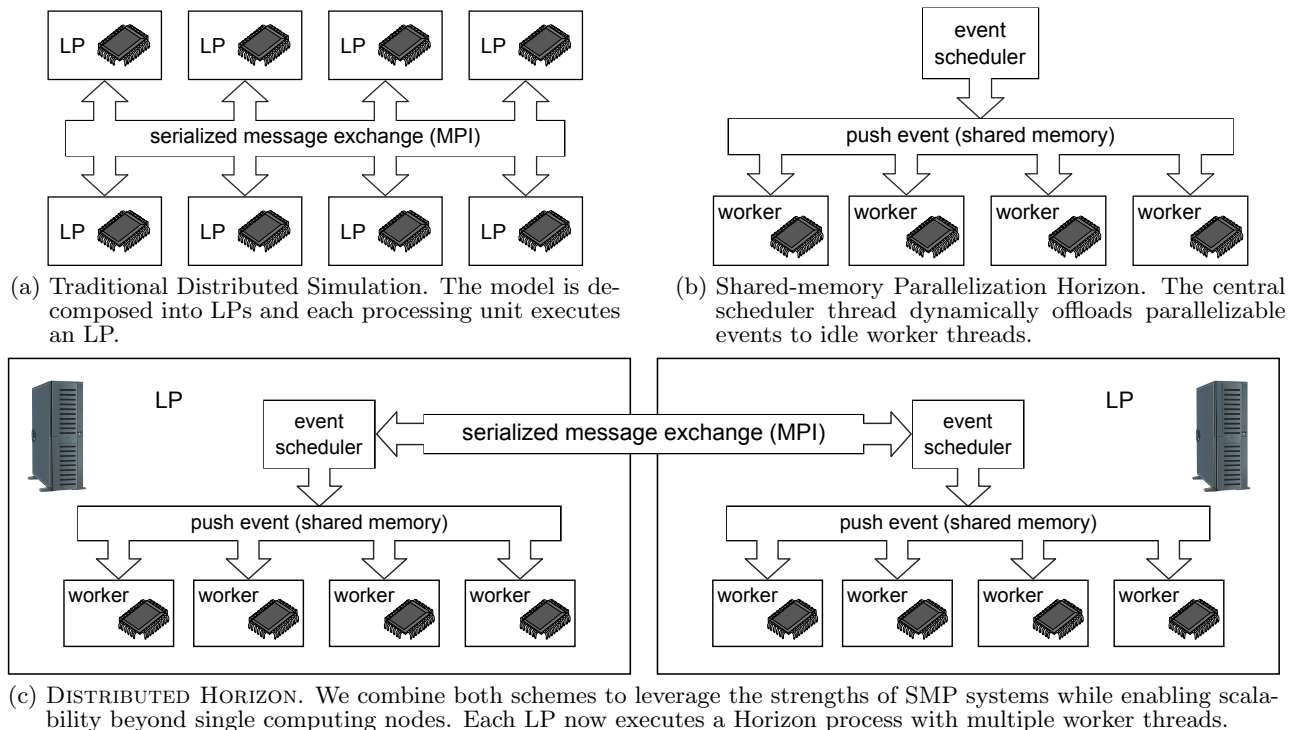 LP LP LP LP
serialized message exchange (MPI)
LP LP LP LP
(a) Traditional Distributed Simulation. The model is de-
composed into LPs and each processing unit executes
an LP.
event
scheduler
push event (shared memory)
worker worker worker worker
(b) Shared-memory Parallelization Horizon. The central
scheduler thread dynamically offloads parallelizable
events to idle worker threads.
LP
event
scheduler
serialized message exchange (MPI)
LP
event
scheduler
push event (shared memory)
worker worker worker worker
push event (shared memory)
worker worker worker worker
(c) DISTRIBUTED HORIZON. We combine both schemes to leverage the strengths of SMP systems while enabling scala-
bility beyond single computing nodes. Each LP now executes a Horizon process with multiple worker threads.